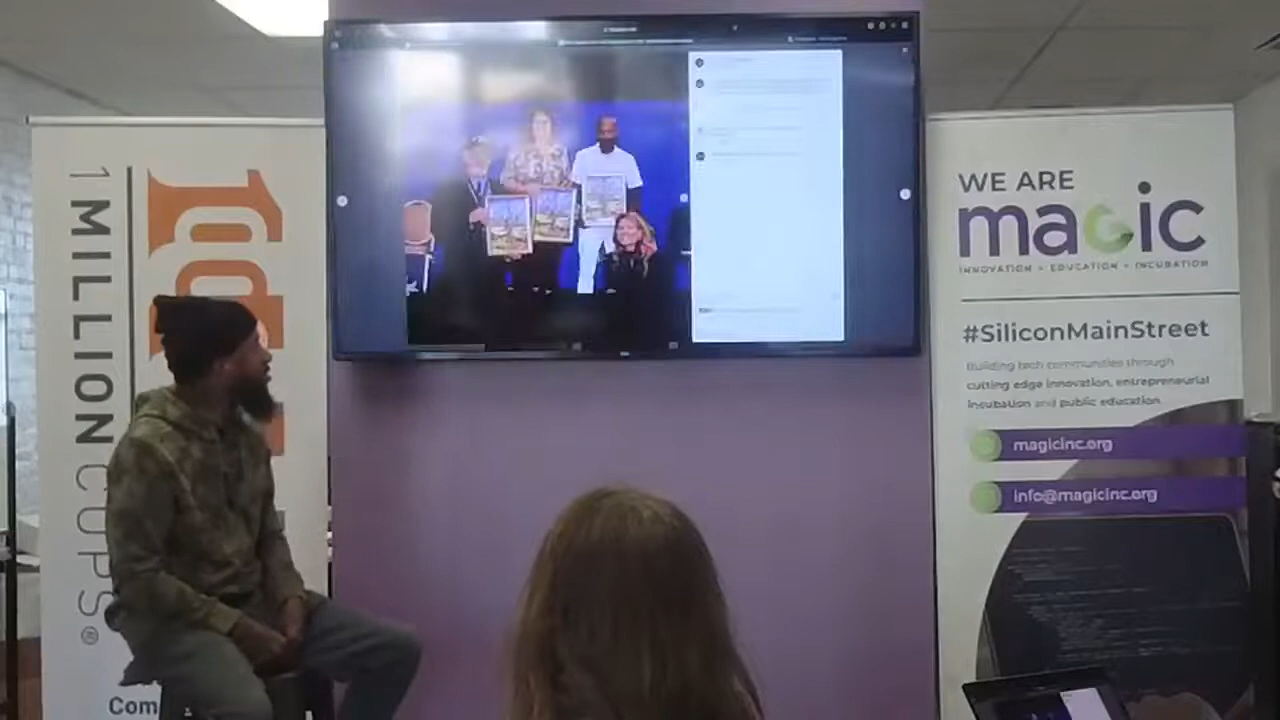 1 MILLION CUPS®
Com
WE ARE
magic
INNOVATION • EDUCATION • INCUBATION
#SiliconMainStreet
Building tech communities through
cutting edge innovation, entrepreneurial
incubation and public education.
magicinc.org
info@magicinc.org